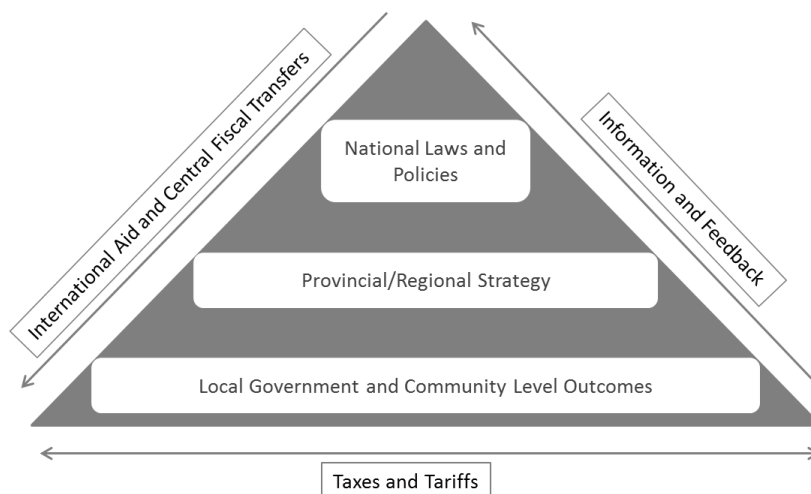 International Aid and Central Fiscal Transfers
Information and Feedback
National Laws and
Policies
Provincial/Regional Strategy
Local Government and Community Level Outcomes
Taxes and Tariffs